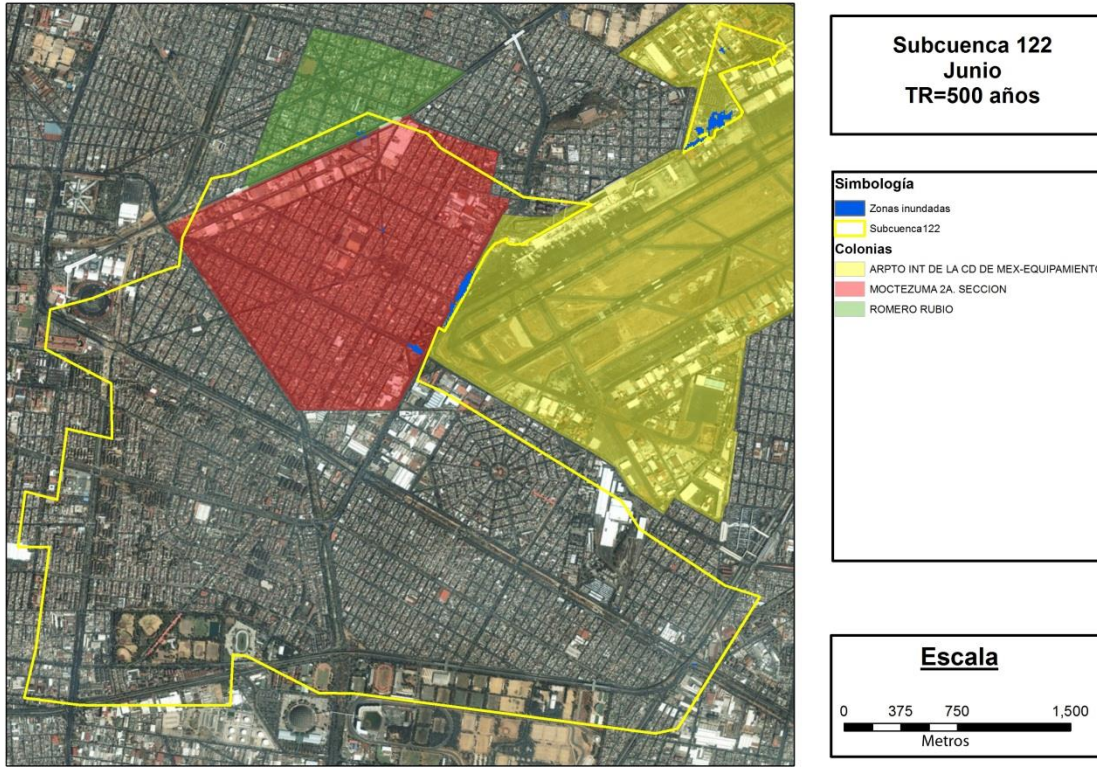 Subcuenca 122
Junio
TR=500 años
Simbología
Zonas inundadas
Subcuenca122
Colonias
ARPTO INT DE LA CD DE MEX-EQUIPAMIENTO
MOCTEZUMA 2A. SECCION
ROMERO RUBIO
Escala
0 375 750 1,500
Metros